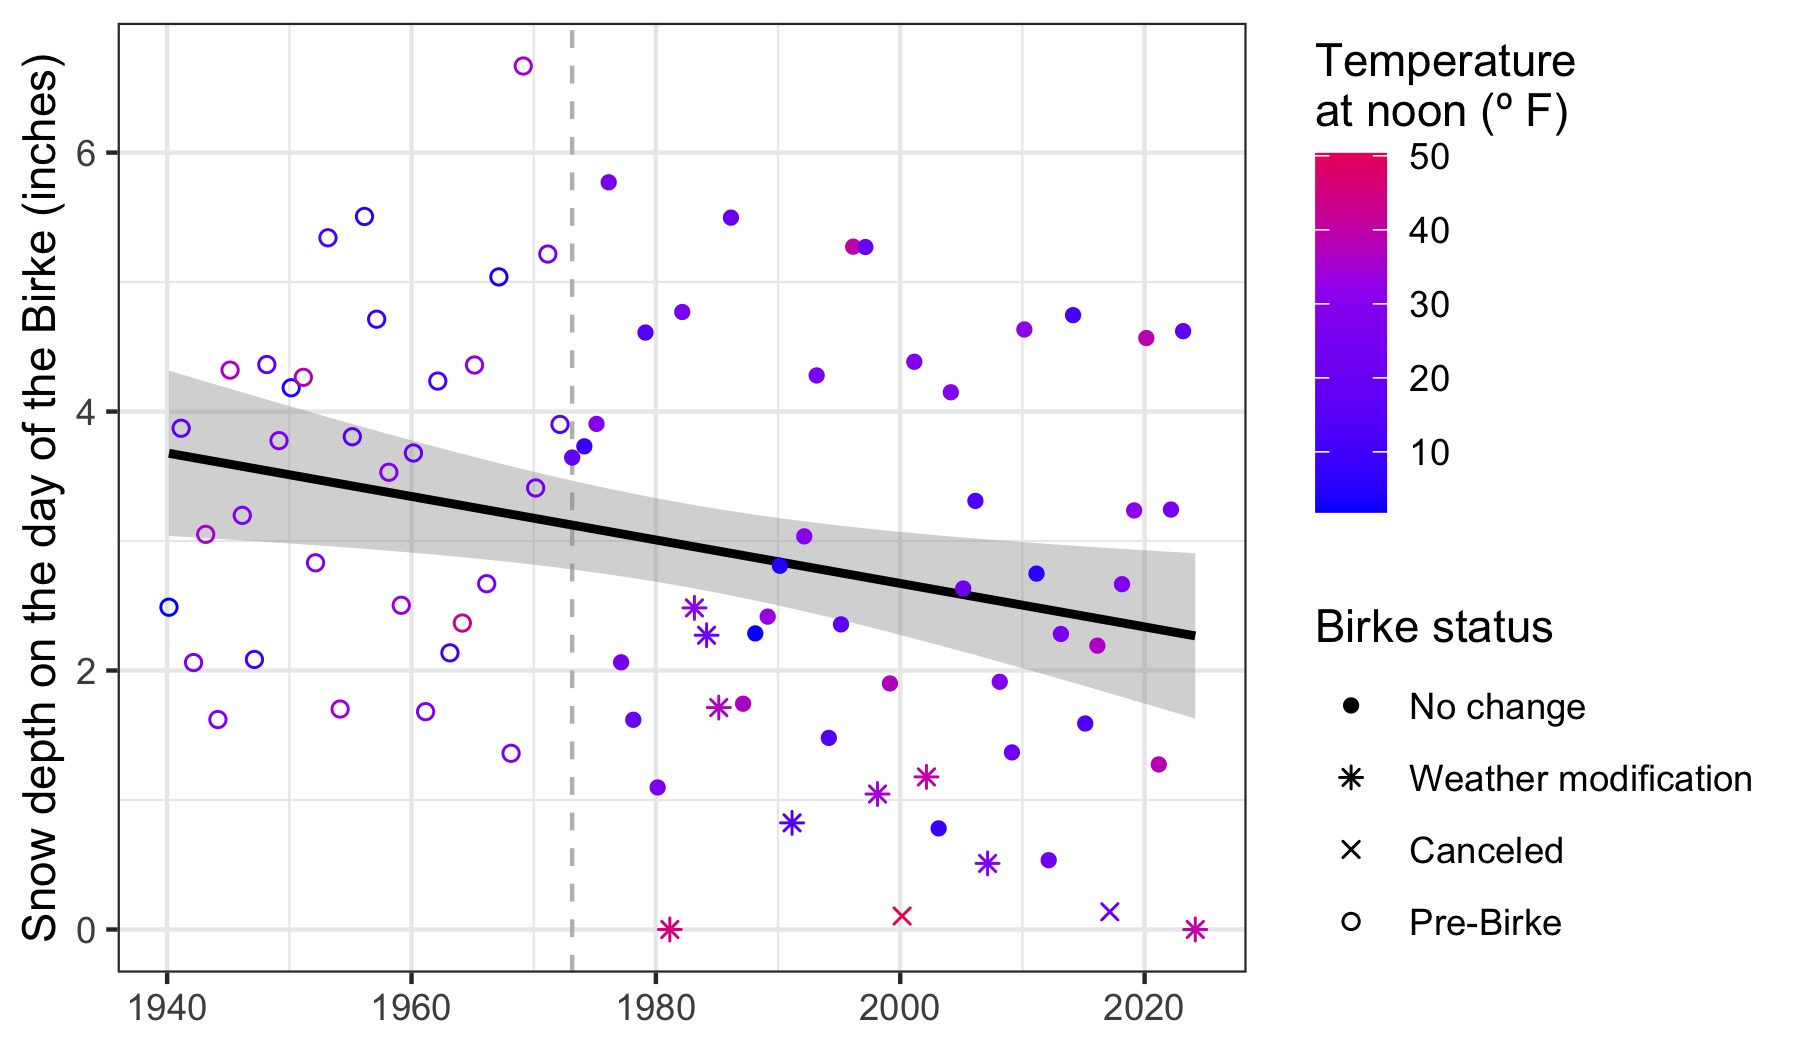 Snow depth on the day of the Birke (inches)
6
4
2
0
1940 1960 1980 2000 2020
Temperature
at noon (º F)
50
40
30
20
10
Birke status
No change
Weather modification
Canceled
Pre-Birke